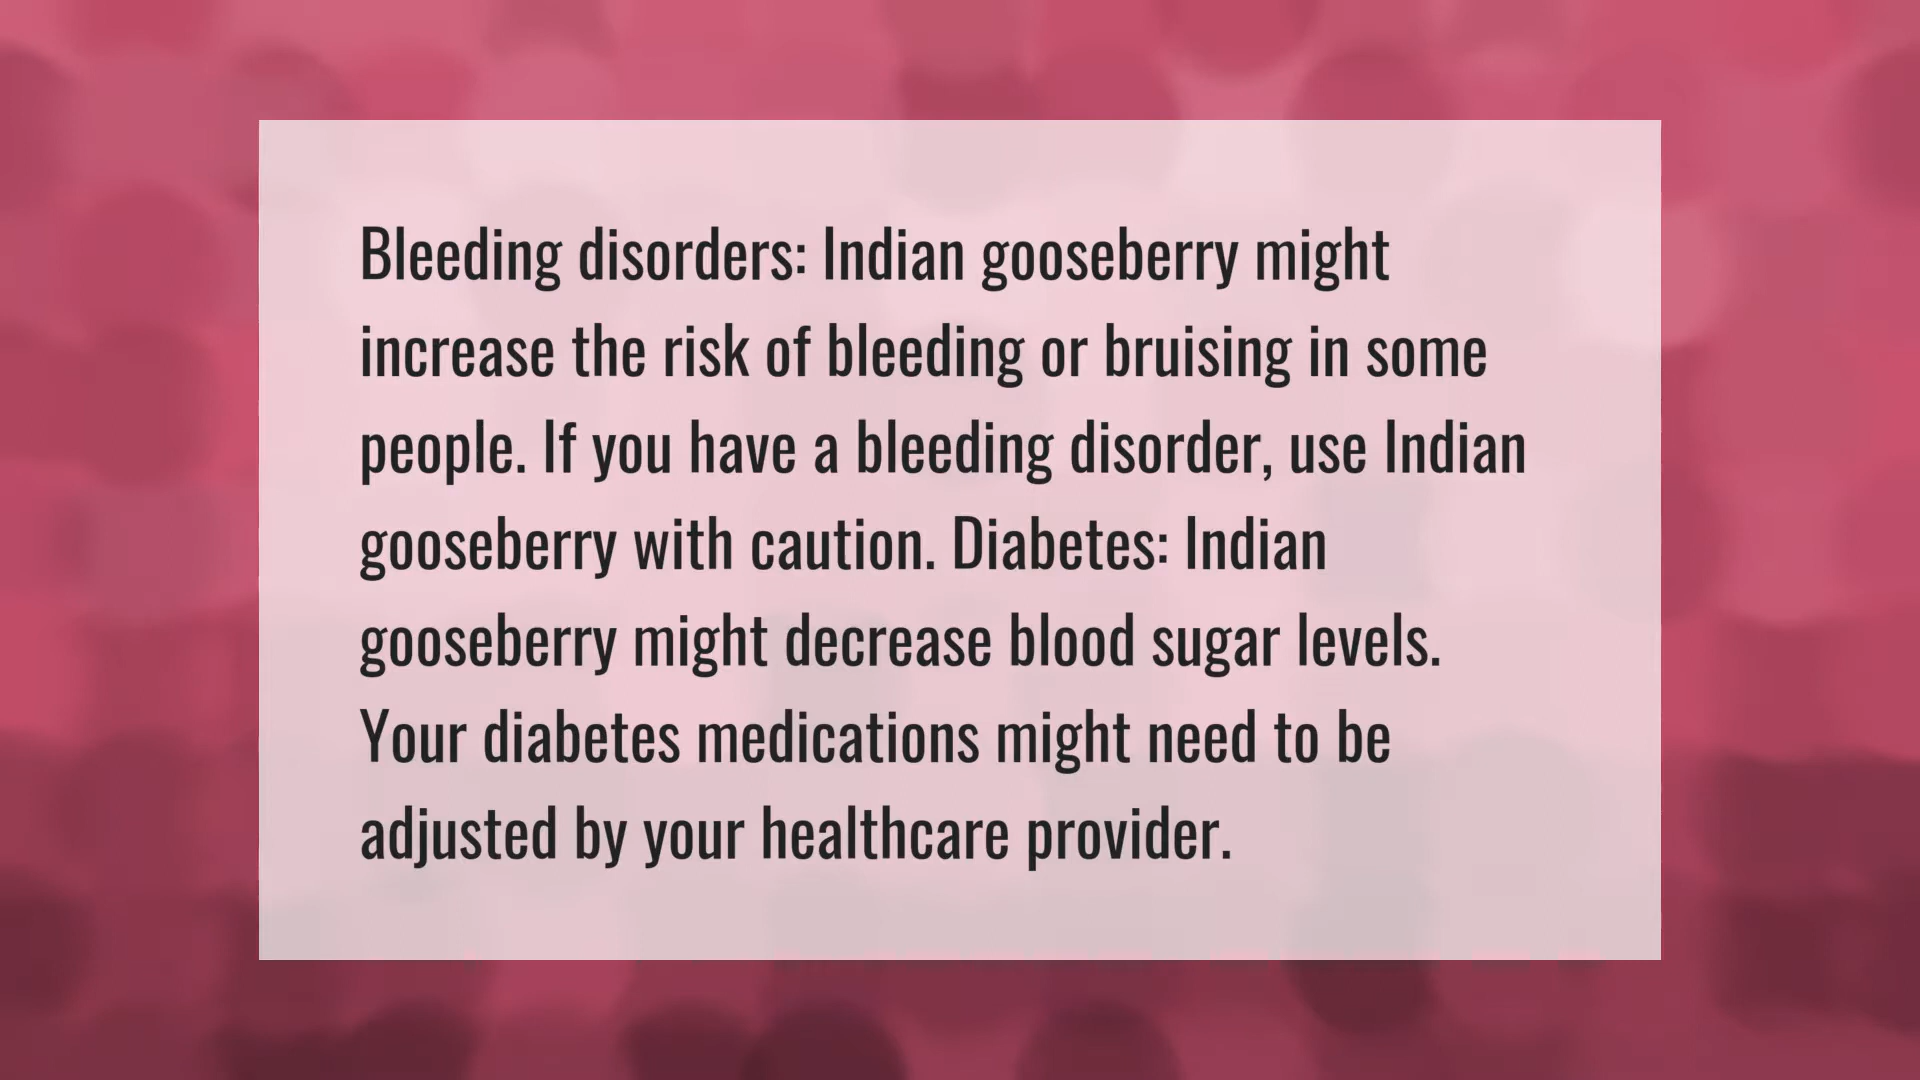 Bleeding disorders: Indian gooseberry might
increase the risk of bleeding or bruising in some
people. If you have a bleeding disorder, use Indian
gooseberry with caution. Diabetes: Indian
gooseberry might decrease blood sugar levels.
Your diabetes medications might need to be
adjusted by your healthcare provider.